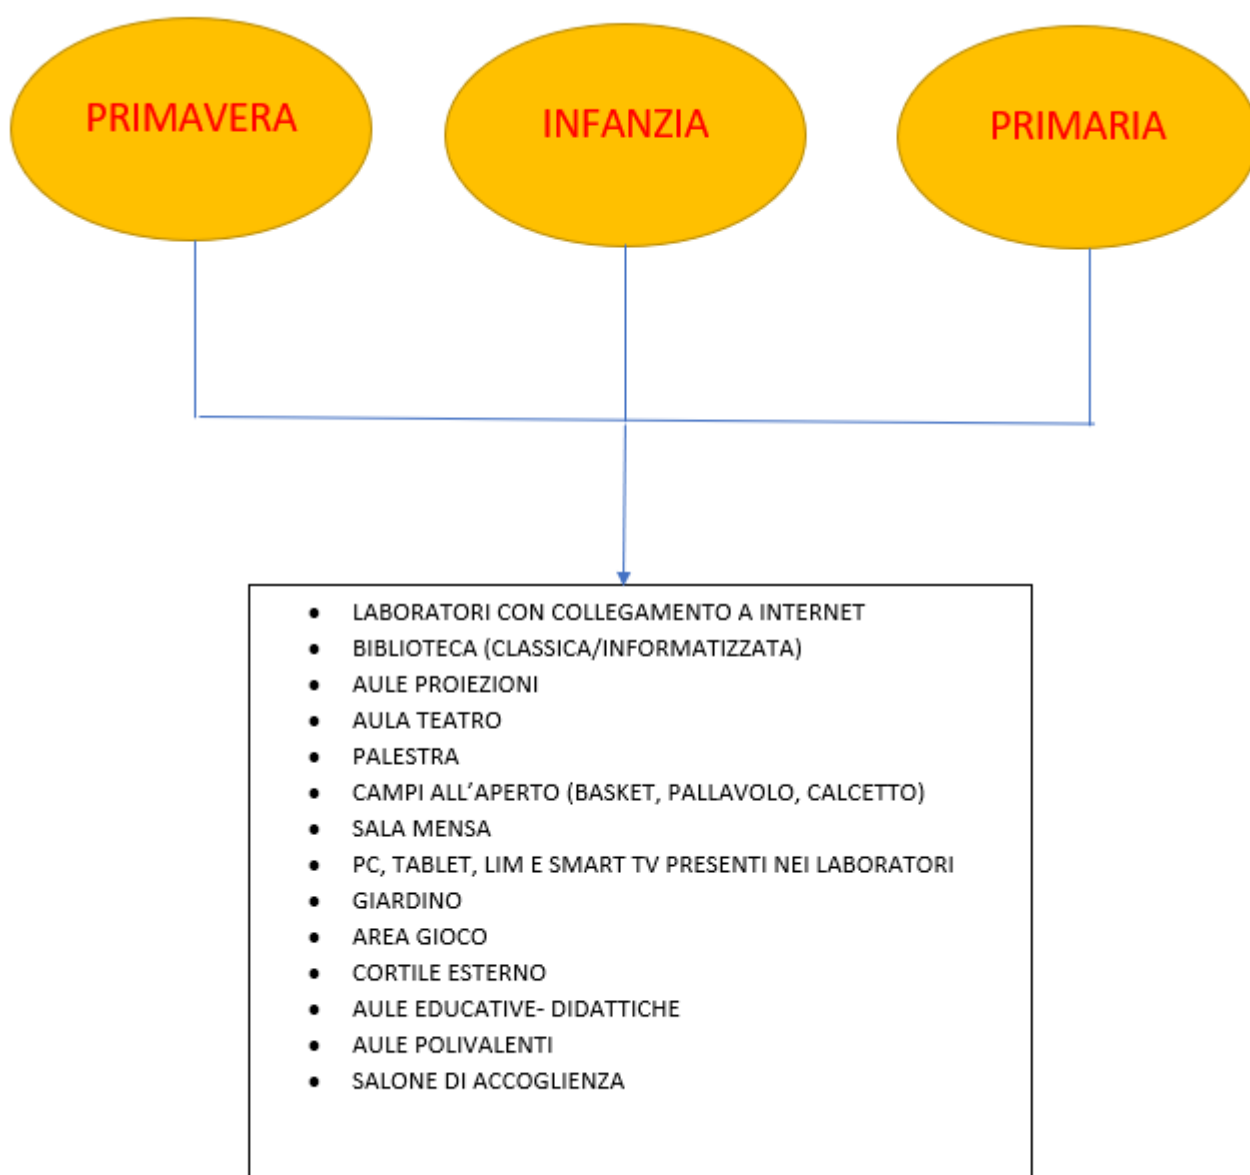 PRIMAVERA
INFANZIA
PRIMARIA
• LABORATORI CON COLLEGAMENTO A INTERNET
• BIBLIOTECA (CLASSICA/INFORMATIZZATA)
• AULE PROIEZIONI
• AULA TEATRO
• PALESTRA
• CAMPI ALL’APERTO (BASKET, PALLAVOLO, CALCETTO)
• SALA MENSA
• PC, TABLET, LIM E SMART TV PRESENTI NEI LABORATORI
• GIARDINO
• AREA GIOCO
• CORTILE ESTERNO
• AULE EDUCATIVE- DIDATTICHE
• AULE POLIVALENTI
• SALONE DI ACCOGLIENZA